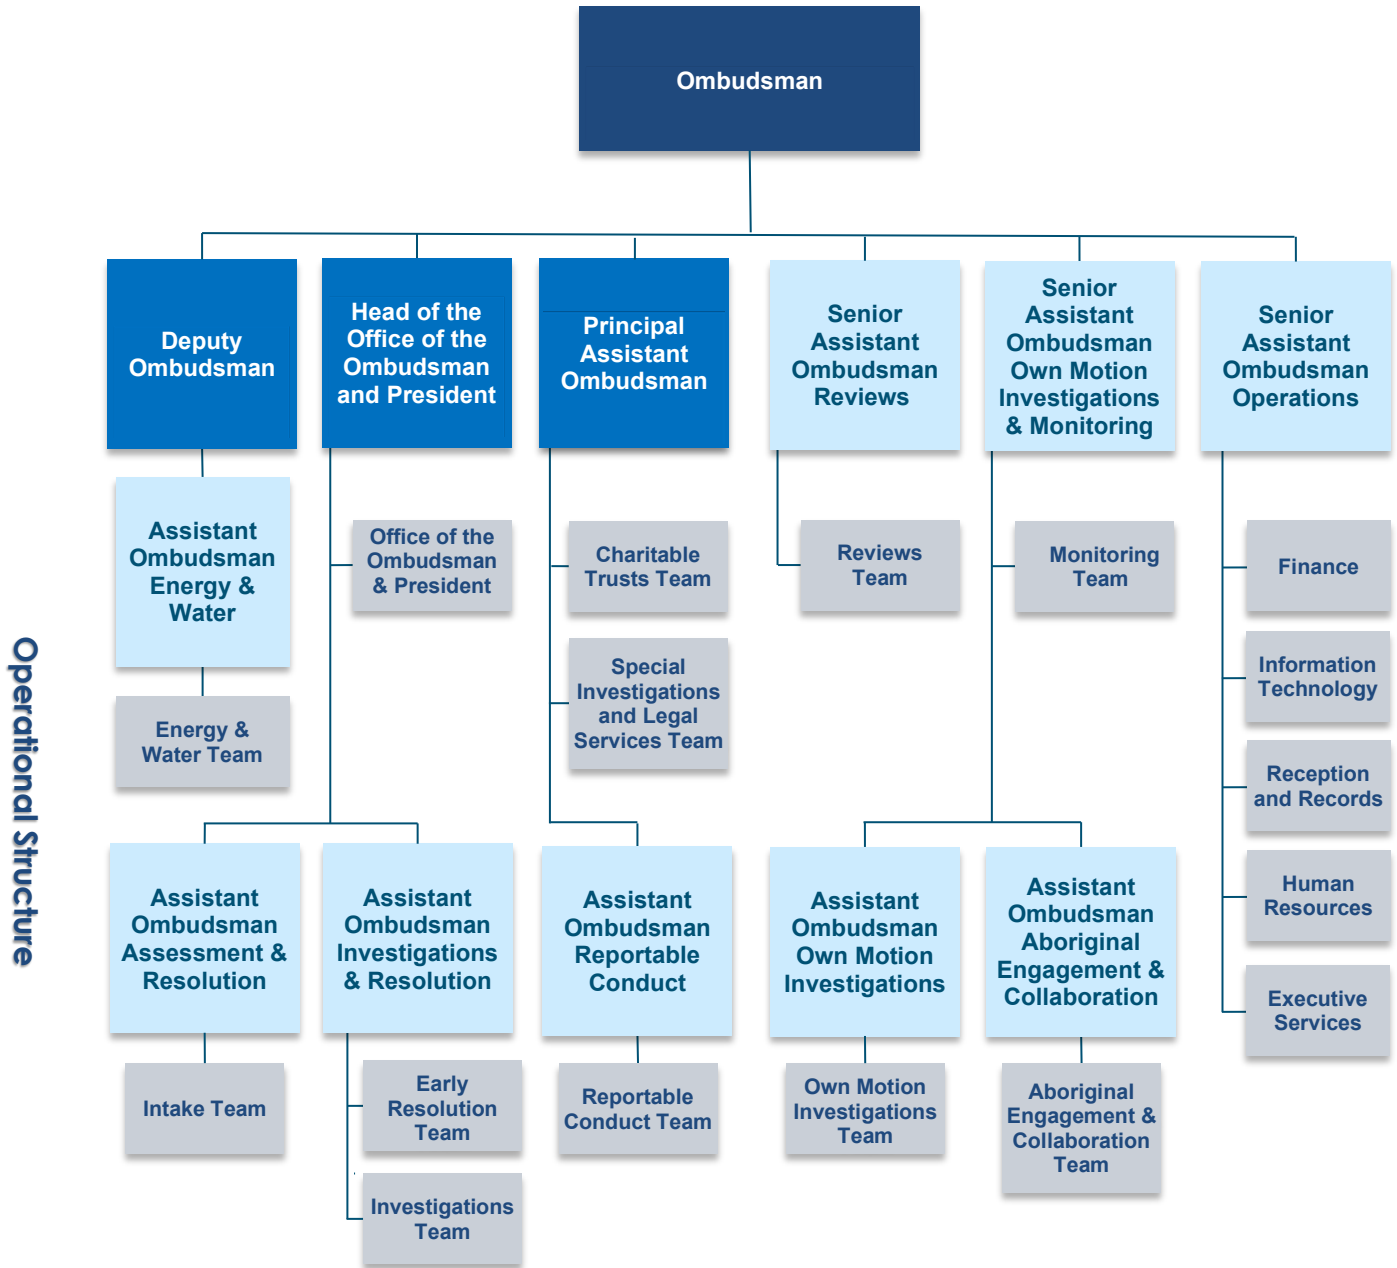 Ombudsman
Deputy
Ombudsman
Head of the
Office of the
Ombudsman
and President
Principal
Assistant
Ombudsman
Senior
Assistant
Ombudsman
Reviews
Senior
Assistant
Ombudsman
Own Motion
Investigations
& Monitoring
Senior
Assistant
Ombudsman
Operations
Assistant
Ombudsman
Energy &
Water
Office of the
Ombudsman
& President
Charitable
Trusts Team
Reviews
Team
Monitoring
Team
Finance
Special
Investigations
and Legal
Services Team
Information
Technology
Energy &
Water Team
Reception
and Records
Operational Structure
Assistant
Ombudsman
Assessment &
Resolution
Assistant
Ombudsman
Investigations
& Resolution
Assistant
Ombudsman
Reportable
Conduct
Assistant
Ombudsman
Own Motion
Investigations
Assistant
Ombudsman
Aboriginal
Engagement &
Collaboration
Human
Resources
Executive
Services
Intake Team
Early
Resolution
Team
Reportable
Conduct Team
Own Motion
Investigations
Team
Aboriginal
Engagement &
Collaboration
Team
Investigations
Team